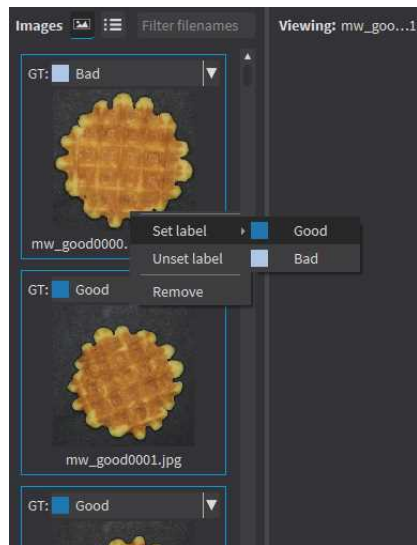 Images Filter filenames Viewing: mw_goo...1
GT: Bad
mw_good0000.
Set label Good
Unset label Bad
Remove
GT: Good
mw_good0001.jpg
GT: Good